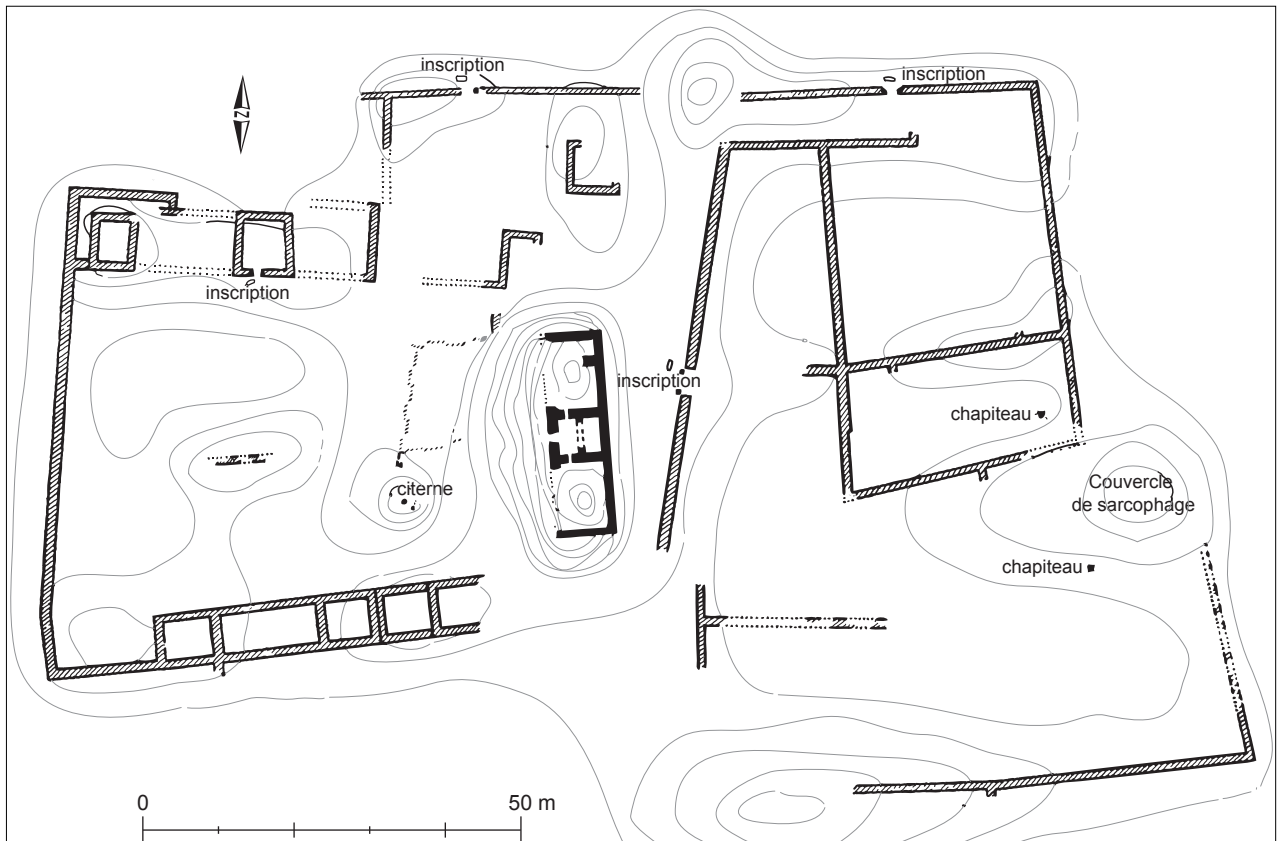 inscription
inscription
N
inscription
inscription
chapiteau
citerne
Couvercle
de sarcophage
chapiteau
0 50 m